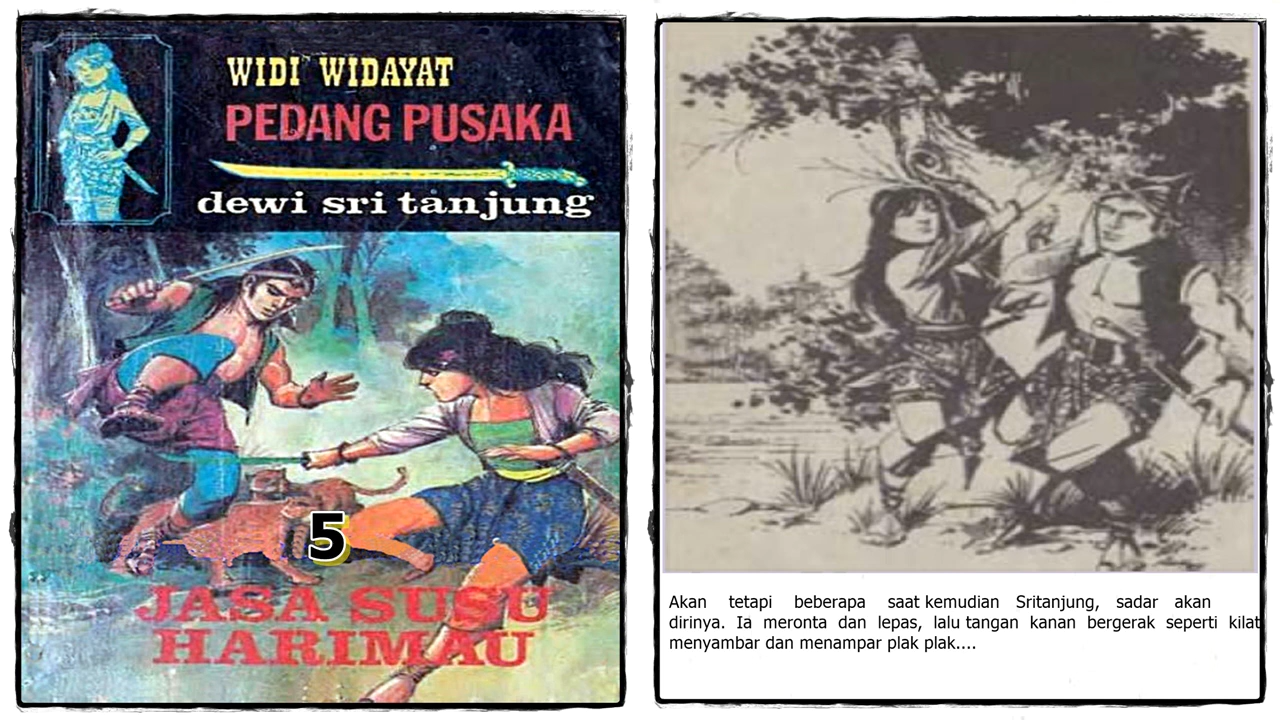 WIDI WIDAYAT
PEDANG PUSAKA
dewi sri tanjung
5
JASA SUSU
HARIMAU
Akan tetapi beberapa saat kemudian Sritanjung, sadar akan
dirinya. Ia meronta dan lepas, lalu tangan kanan bergerak seperti kilat
menyambar dan menampar plak plak....